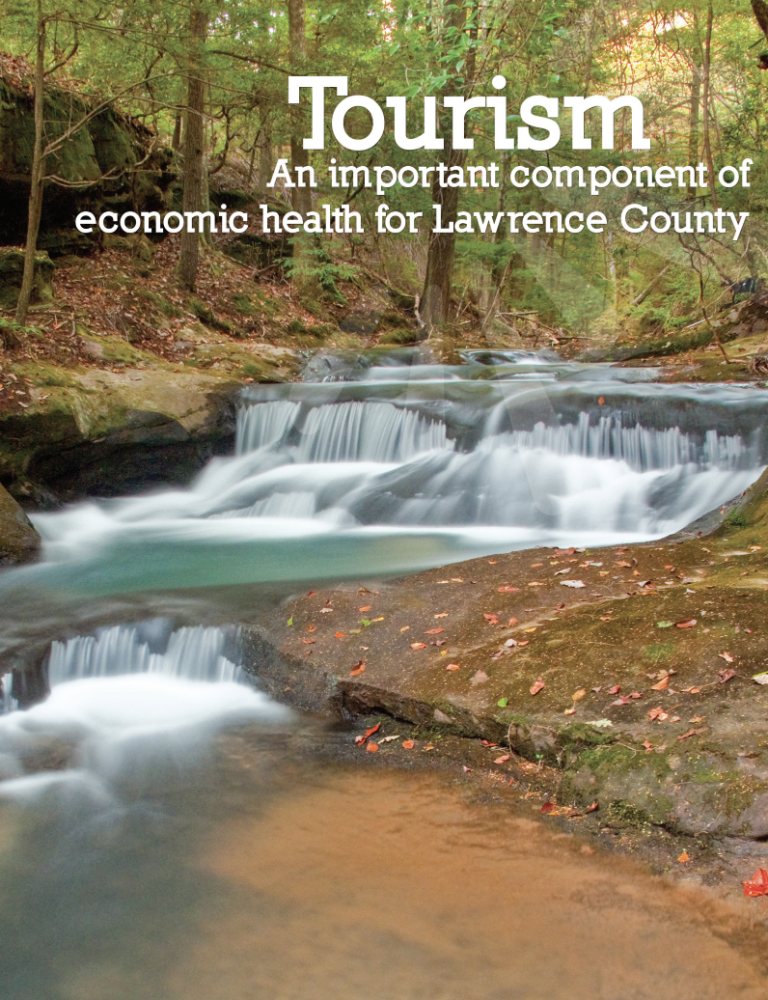 Tourism
An important component of
economic health for Lawrence County